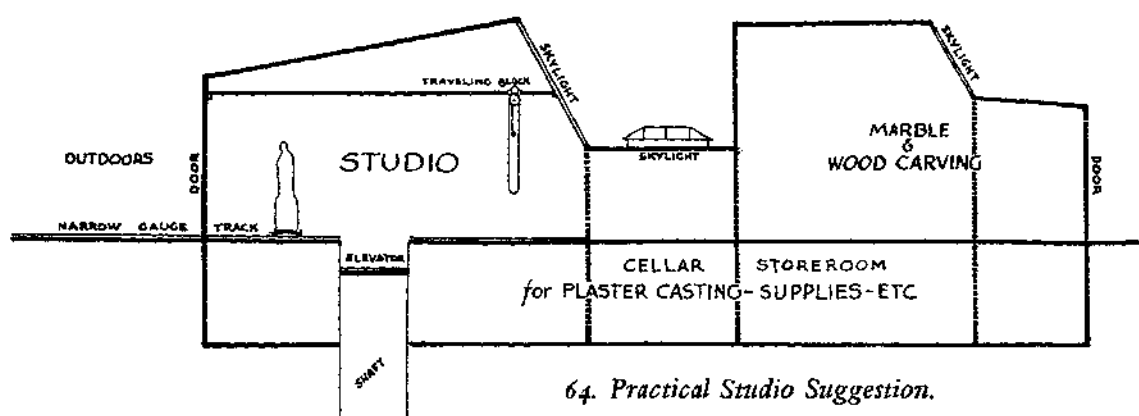 SKYLIGHT
TRAVELING BLOCK
SKYLIGHT
OUTDOORS
DOOR
STUDIO
SKYLIGHT
MARBLE
&
WOOD CARVING
DOOR
NARROW GAUGE TRACK
ELEVATOR
CELLAR STOREROOM
for PLASTER CASTING-SUPPLIES-ETC
SHAFT
64. Practical Studio Suggestion.